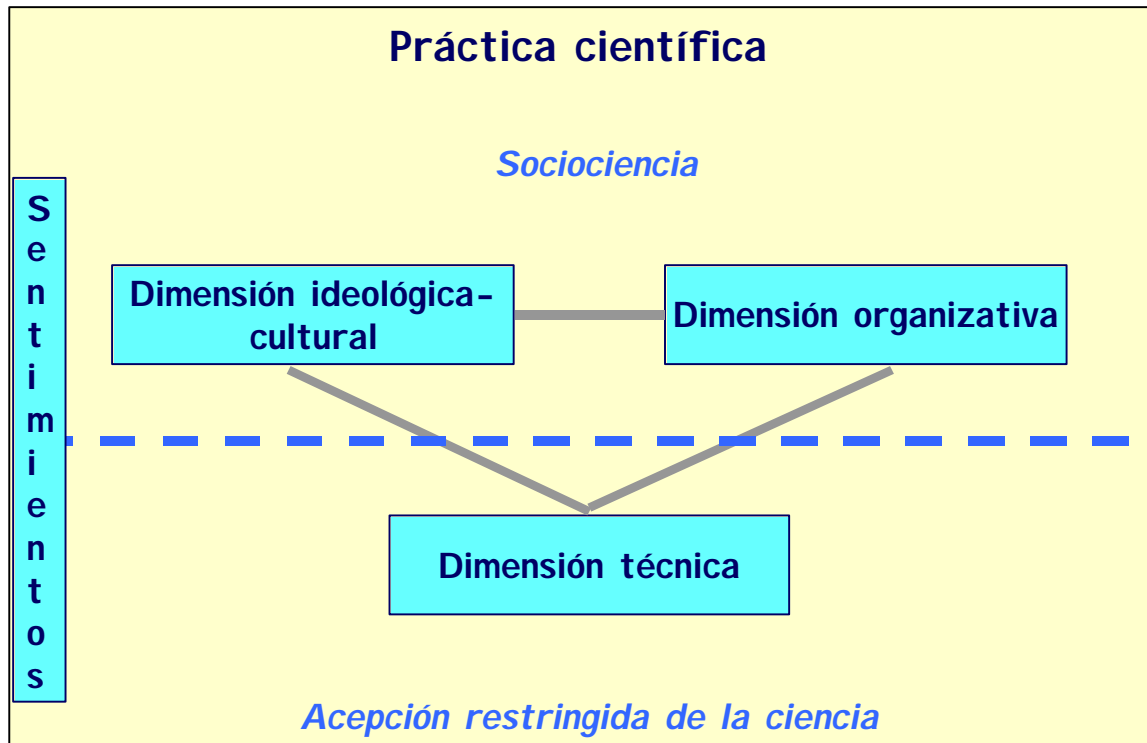 Práctica científica
Sociociencia
Sentimientos
Dimensión ideológica-
cultural
Dimensión organizativa
Dimensión técnica
Acepción restringida de la ciencia